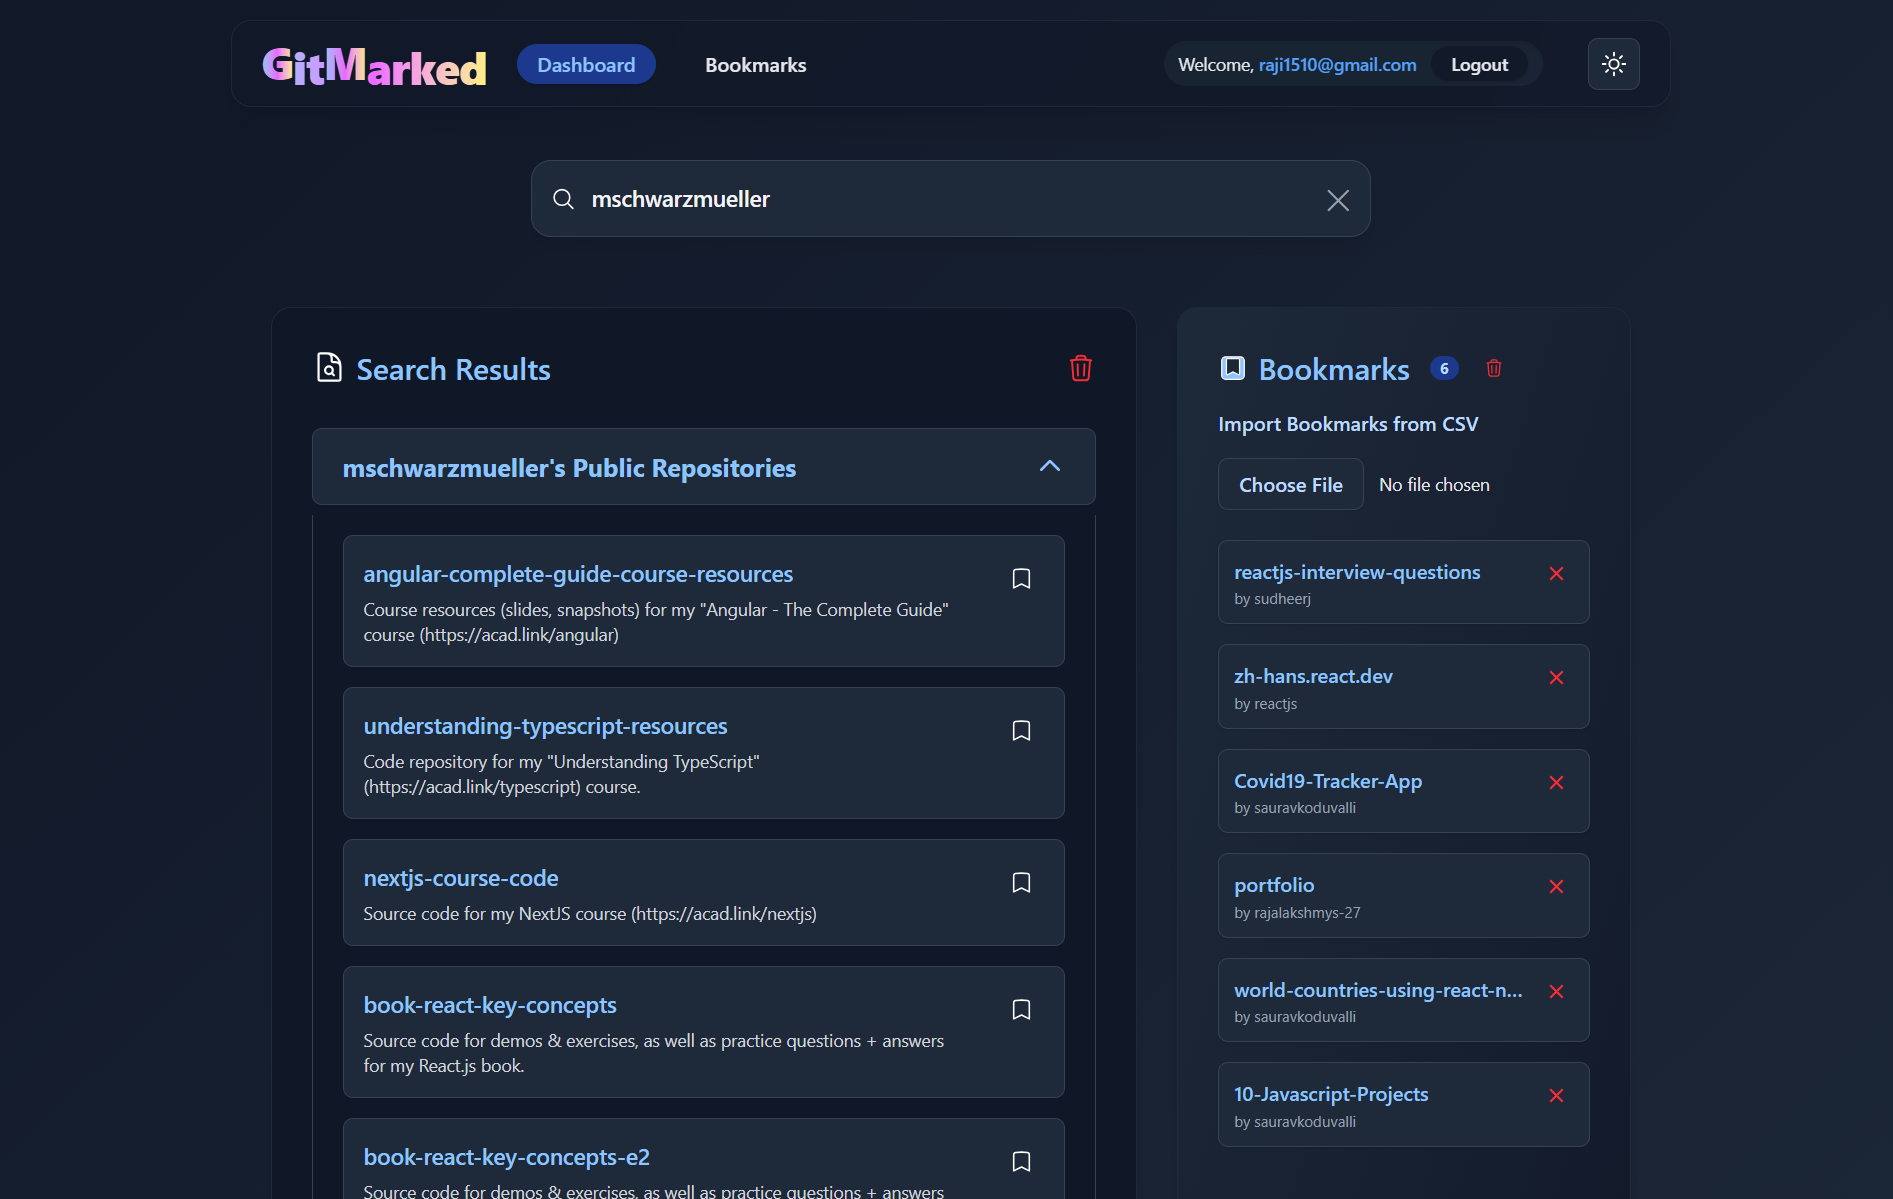 GitMarked
Dashboard
Bookmarks
Welcome, raji1510@gmail.com
Logout
mschwarzmueller
Search Results
mschwarzmueller's Public Repositories
angular-complete-guide-course-resources
Course resources (slides, snapshots) for my "Angular - The Complete Guide"
course (https://acad.link/angular)
understanding-typescript-resources
Code repository for my "Understanding TypeScript"
(https://acad.link/typescript) course.
nextjs-course-code
Source code for my NextJS course (https://acad.link/nextjs)
book-react-key-concepts
Source code for demos & exercises, as well as practice questions + answers
for my React.js book.
book-react-key-concepts-e2
Source code for demos & exercises, as well as practice questions + answers
Bookmarks 6
Import Bookmarks from CSV
Choose File No file chosen
reactjs-interview-questions
by sudheerj
zh-hans.react.dev
by reactjs
Covid19-Tracker-App
by sauravkoduvalli
portfolio
by rajalakshmys-27
world-countries-using-react-n...
by sauravkoduvalli
10-Javascript-Projects
by sauravkoduvalli